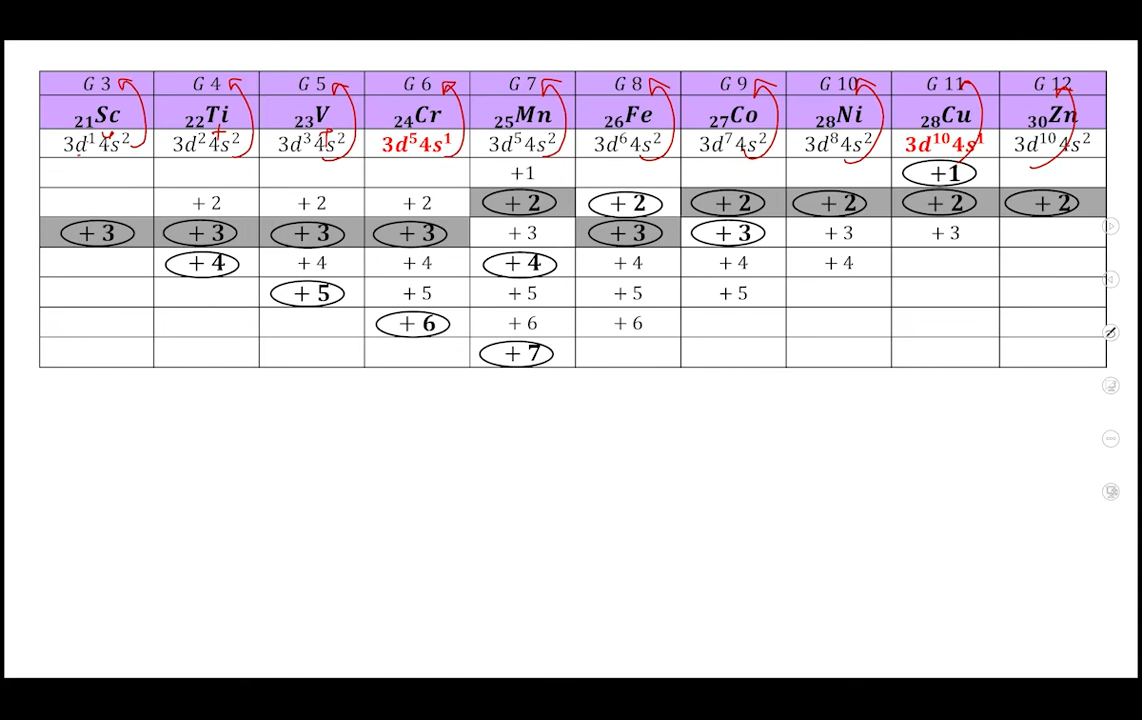 G 3 G 4 G 5 G 6 G 7 G 8 G 9 G 10 G 11 G 12
₂₁Sc ₂₂Ti ₂₃V ₂₄Cr ₂₅Mn ₂₆Fe ₂₇Co ₂₈Ni ₂₈Cu ₃₀Zn
3d¹4s² 3d²4s² 3d³4s² 3d⁵4s¹ 3d⁵4s² 3d⁶4s² 3d⁷4s² 3d⁸4s² 3d¹⁰4s¹ 3d¹⁰4s²
+1 +1
+ 2 + 2 + 2 + 2 + 2 + 2 + 2 + 2 + 2
+ 3 + 3 + 3 + 3 + 3 + 3 + 3 + 3 + 3
+ 4 + 4 + 4 + 4 + 4 + 4 + 4
+ 5 + 5 + 5 + 5 + 5
+ 6 + 6 + 6
+ 7